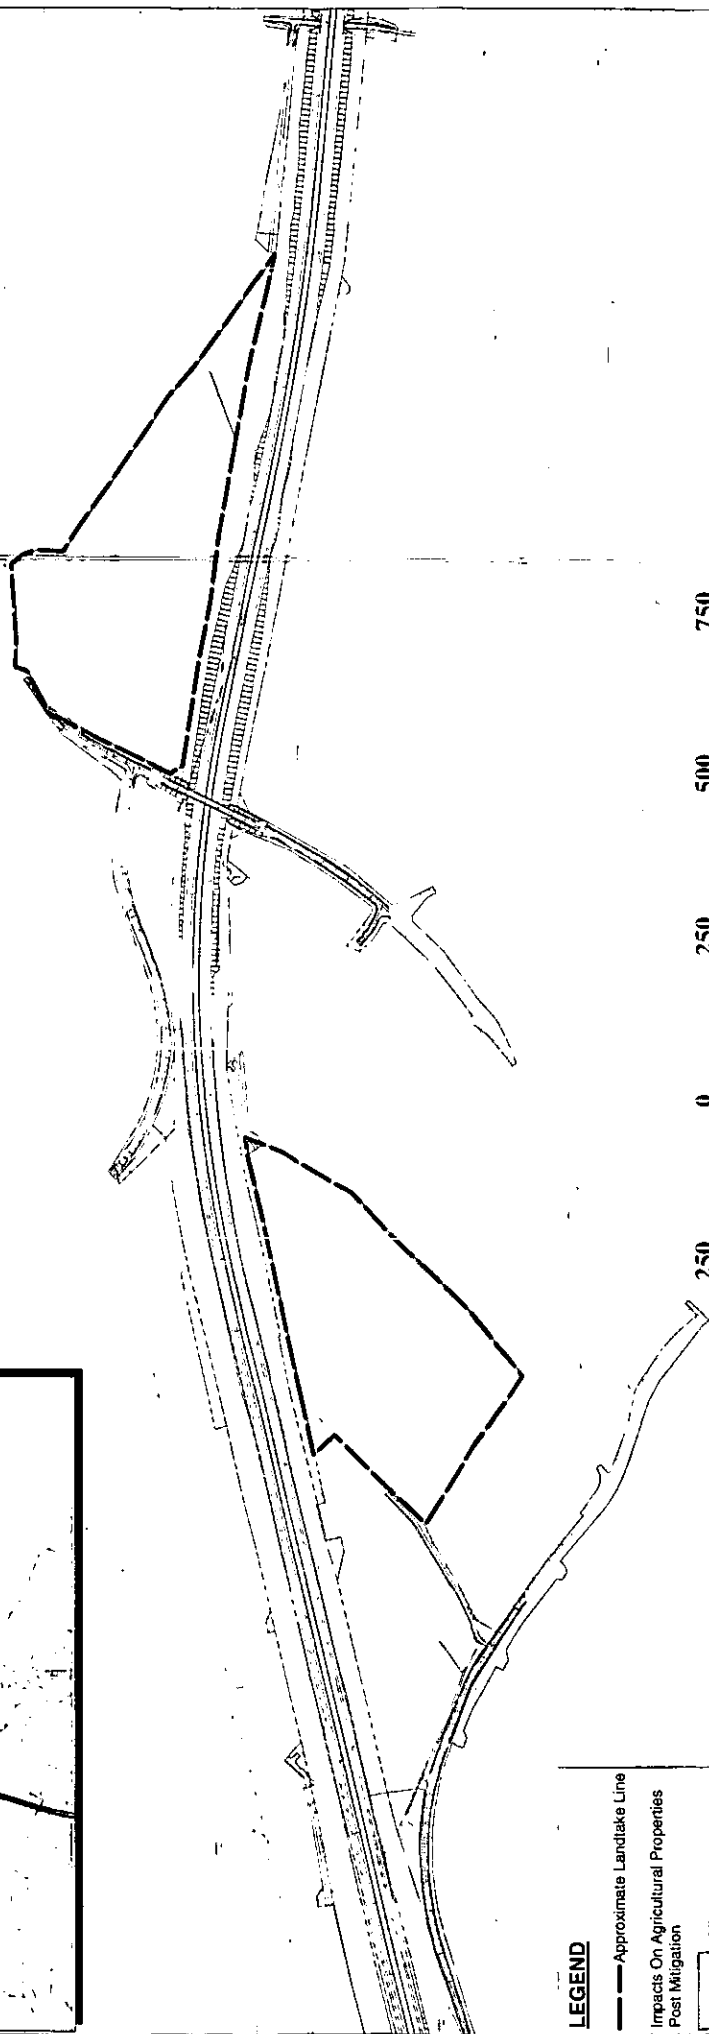 LEGEND
Approximate Landtake Line
Impacts On Agricultural Properties
Post Mitigation
250 0 250 500 750